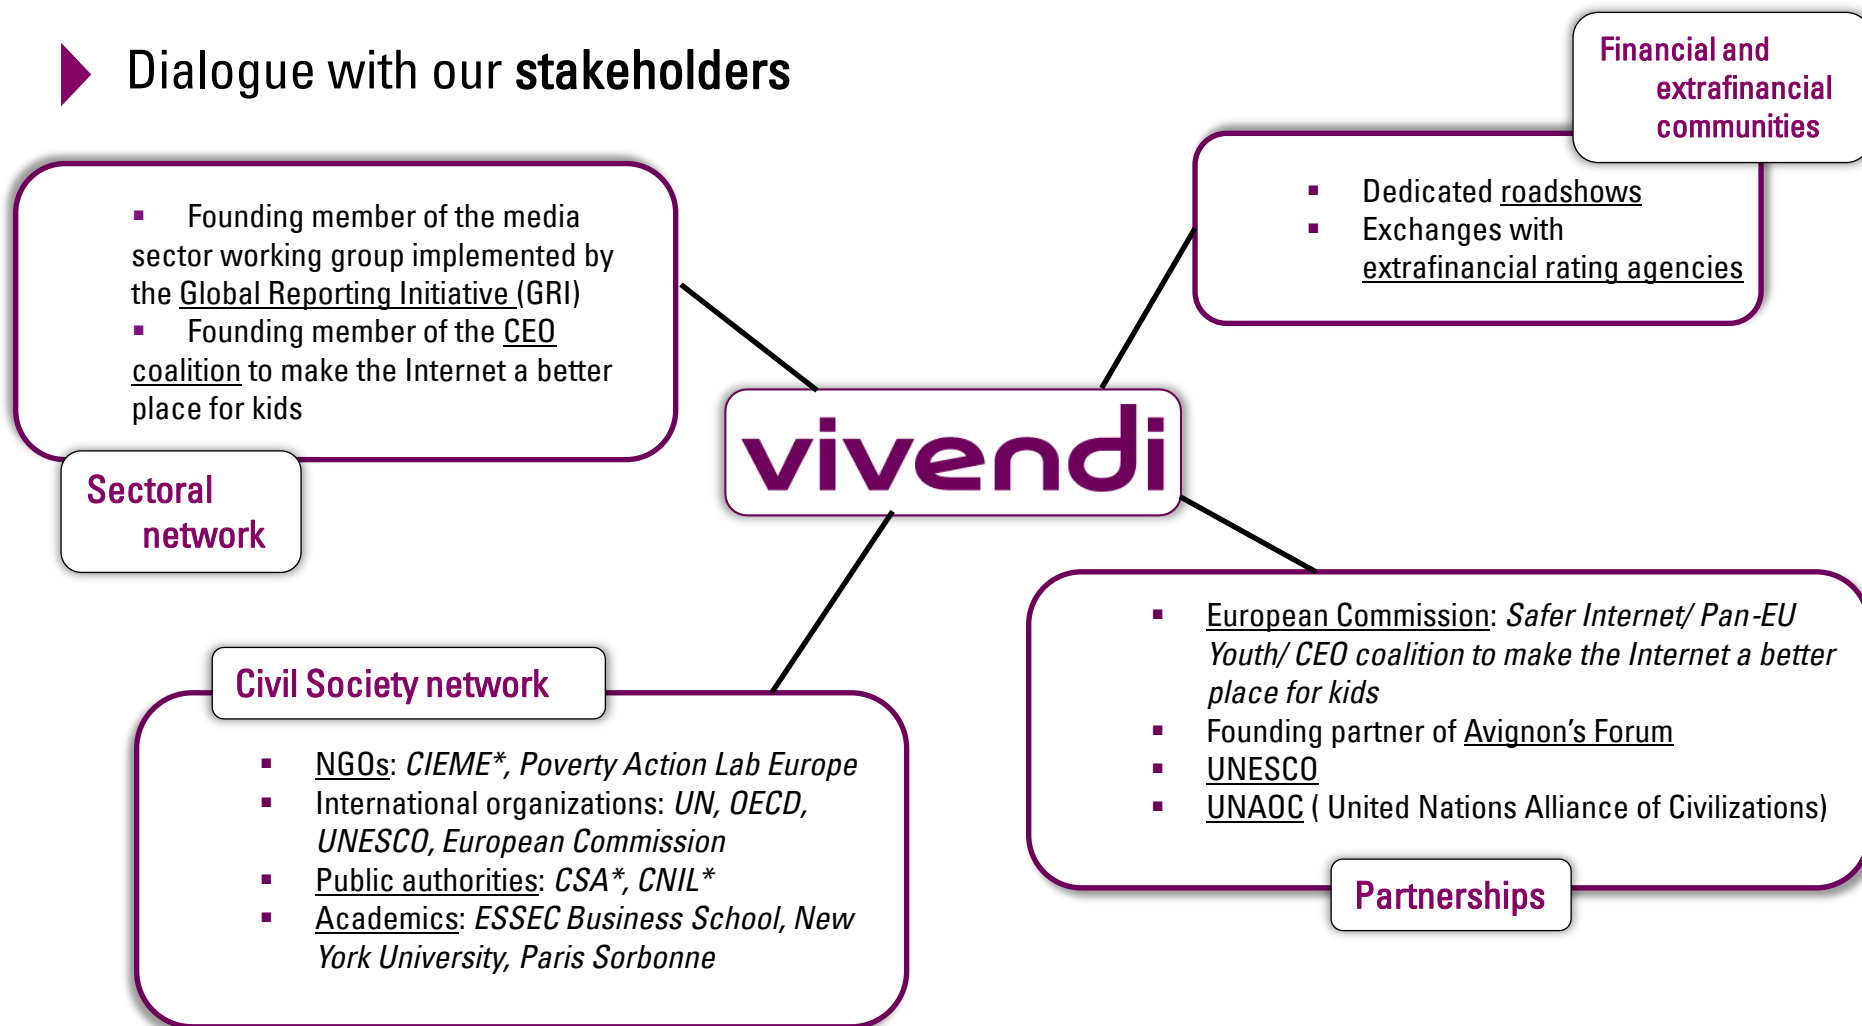 Dialogue with our stakeholders
Financial and
extrafinancial
communities
▪ Dedicated roadshows
▪ Exchanges with
extrafinancial rating agencies
▪ Founding member of the media
sector working group implemented by
the Global Reporting Initiative (GRI)
▪ Founding member of the CEO
coalition to make the Internet a better
place for kids
Sectoral
network
vivendi
Civil Society network
▪ NGOs: CIEME*, Poverty Action Lab Europe
▪ International organizations: UN, OECD,
UNESCO, European Commission
▪ Public authorities: CSA*, CNIL*
▪ Academics: ESSEC Business School, New
York University, Paris Sorbonne
▪ European Commission: Safer Internet/ Pan-EU
Youth/ CEO coalition to make the Internet a better
place for kids
▪ Founding partner of Avignon's Forum
▪ UNESCO
▪ UNAOC ( United Nations Alliance of Civilizations)
Partnerships